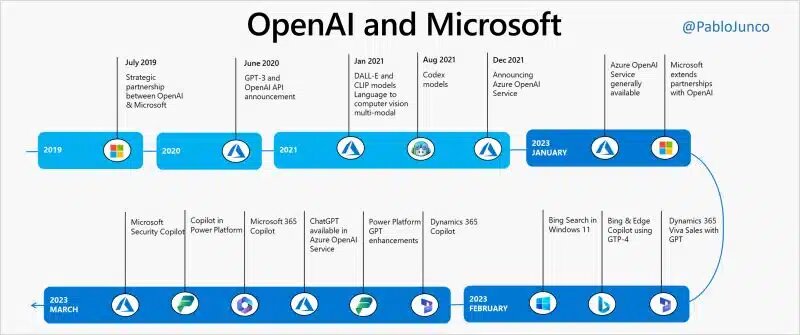 OpenAI and Microsoft
@PabloJunco
July 2019
Strategic
partnership
between OpenAI
& Microsoft
June 2020
GPT-3 and
OpenAI API
announcement
Jan 2021
DALL-E and
CLIP models
Language to
computer vision
multi-modal
Aug 2021
Codex
models
Dec 2021
Announcing
Azure OpenAI
Service
Azure OpenAI
Service
generally
available
Microsoft
extends
partnerships
with OpenAI
2019
2020
2021
2023
JANUARY
Microsoft
Security Copilot
Copilot in
Power Platform
Microsoft 365
Copilot
ChatGPT
available in
Azure OpenAI
Service
Power Platform
GPT
enhancements
Dynamics 365
Copilot
Bing Search in
Windows 11
Bing & Edge
Copilot using
GTP-4
Dynamics 365
Viva Sales with
GPT
2023
MARCH
2023
FEBRUARY